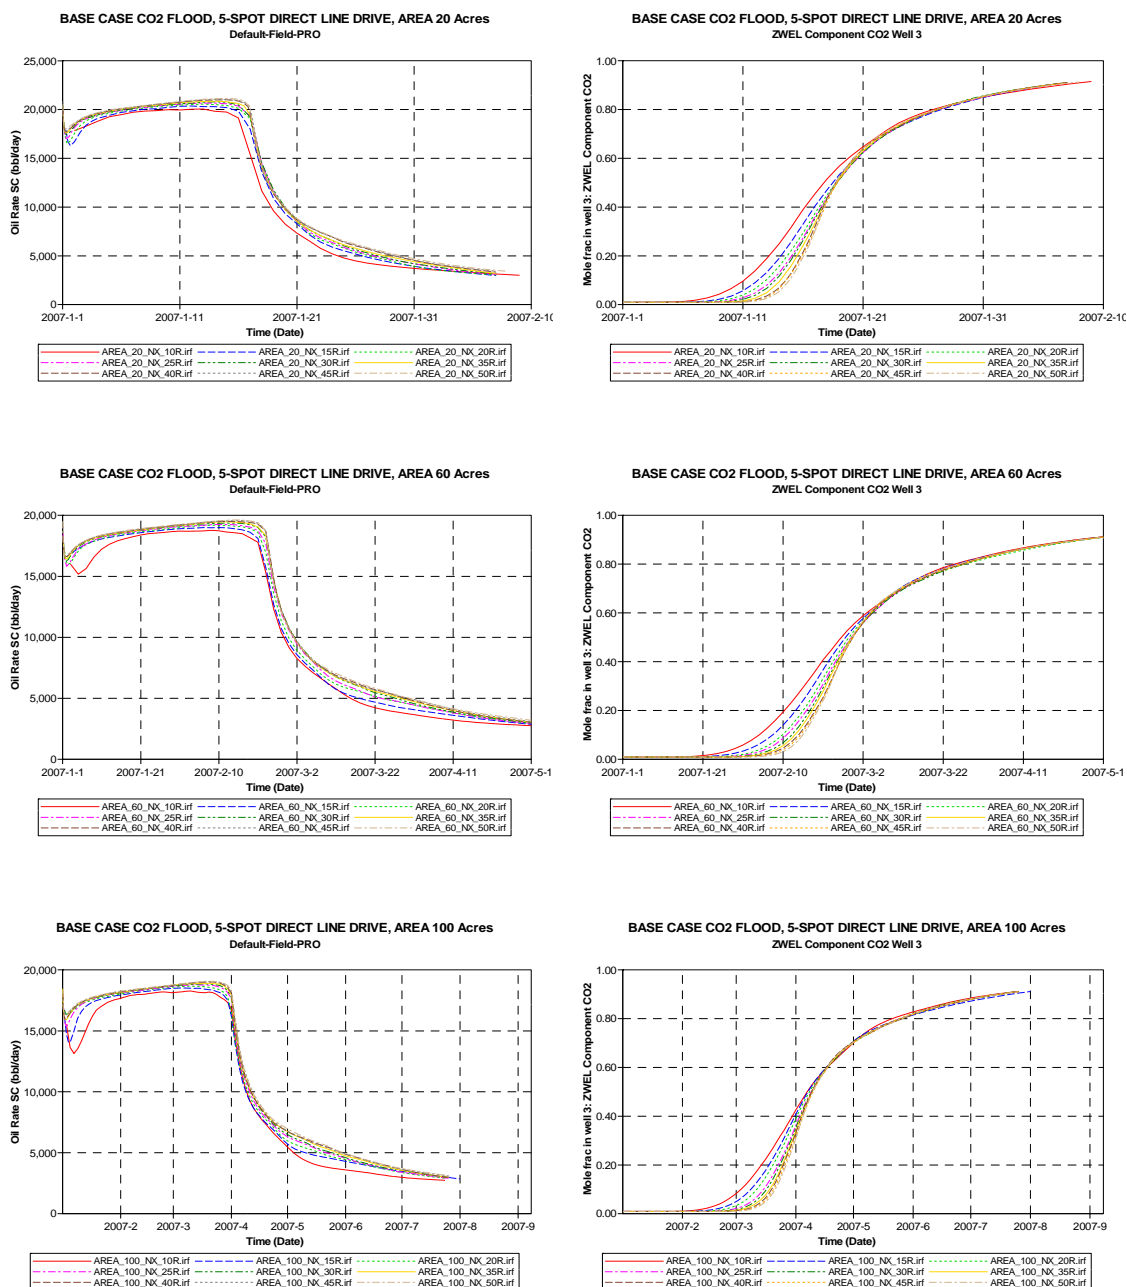 BASE CASE CO2 FLOOD, 5-SPOT DIRECT LINE DRIVE, AREA 20 Acres
Default-Field-PRO
Oil Rate SC (bbl/day)
25,000
20,000
15,000
10,000
5,000
0
2007-1-1 2007-1-11 2007-1-21 2007-1-31 2007-2-10
Time (Date)
AREA_20_NX_10R.irf AREA_20_NX_15R.irf AREA_20_NX_20R.irf
AREA_20_NX_25R.irf AREA_20_NX_30R.irf AREA_20_NX_35R.irf
AREA_20_NX_40R.irf AREA_20_NX_45R.irf AREA_20_NX_50R.irf
BASE CASE CO2 FLOOD, 5-SPOT DIRECT LINE DRIVE, AREA 20 Acres
ZWEL Component CO2 Well 3
Mole frac in well 3: ZWEL Component CO2
1.00
0.80
0.60
0.40
0.20
0.00
2007-1-1 2007-1-11 2007-1-21 2007-1-31 2007-2-10
Time (Date)
AREA_20_NX_10R.irf AREA_20_NX_15R.irf AREA_20_NX_20R.irf
AREA_20_NX_25R.irf AREA_20_NX_30R.irf AREA_20_NX_35R.irf
AREA_20_NX_40R.irf AREA_20_NX_45R.irf AREA_20_NX_50R.irf
BASE CASE CO2 FLOOD, 5-SPOT DIRECT LINE DRIVE, AREA 60 Acres
Default-Field-PRO
Oil Rate SC (bbl/day)
20,000
15,000
10,000
5,000
0
2007-1-1 2007-1-21 2007-2-10 2007-3-2 2007-3-22 2007-4-11 2007-5-1
Time (Date)
AREA_60_NX_10R.irf AREA_60_NX_15R.irf AREA_60_NX_20R.irf
AREA_60_NX_25R.irf AREA_60_NX_30R.irf AREA_60_NX_35R.irf
AREA_60_NX_40R.irf AREA_60_NX_45R.irf AREA_60_NX_50R.irf
BASE CASE CO2 FLOOD, 5-SPOT DIRECT LINE DRIVE, AREA 60 Acres
ZWEL Component CO2 Well 3
Mole frac in well 3: ZWEL Component CO2
1.00
0.80
0.60
0.40
0.20
0.00
2007-1-1 2007-1-21 2007-2-10 2007-3-2 2007-3-22 2007-4-11 2007-5-1
Time (Date)
AREA_60_NX_10R.irf AREA_60_NX_15R.irf AREA_60_NX_20R.irf
AREA_60_NX_25R.irf AREA_60_NX_30R.irf AREA_60_NX_35R.irf
AREA_60_NX_40R.irf AREA_60_NX_45R.irf AREA_60_NX_50R.irf
BASE CASE CO2 FLOOD, 5-SPOT DIRECT LINE DRIVE, AREA 100 Acres
Default-Field-PRO
Oil Rate SC (bbl/day)
20,000
15,000
10,000
5,000
0
2007-2 2007-3 2007-4 2007-5 2007-6 2007-7 2007-8 2007-9
Time (Date)
AREA_100_NX_10R.irf AREA_100_NX_15R.irf AREA_100_NX_20R.irf
AREA_100_NX_25R.irf AREA_100_NX_30R.irf AREA_100_NX_35R.irf
AREA_100_NX_40R.irf AREA_100_NX_45R.irf AREA_100_NX_50R.irf
BASE CASE CO2 FLOOD, 5-SPOT DIRECT LINE DRIVE, AREA 100 Acres
ZWEL Component CO2 Well 3
Mole frac in well 3: ZWEL Component CO2
1.00
0.80
0.60
0.40
0.20
0.00
2007-2 2007-3 2007-4 2007-5 2007-6 2007-7 2007-8 2007-9
Time (Date)
AREA_100_NX_10R.irf AREA_100_NX_15R.irf AREA_100_NX_20R.irf
AREA_100_NX_25R.irf AREA_100_NX_30R.irf AREA_100_NX_35R.irf
AREA_100_NX_40R.irf AREA_100_NX_45R.irf AREA_100_NX_50R.irf